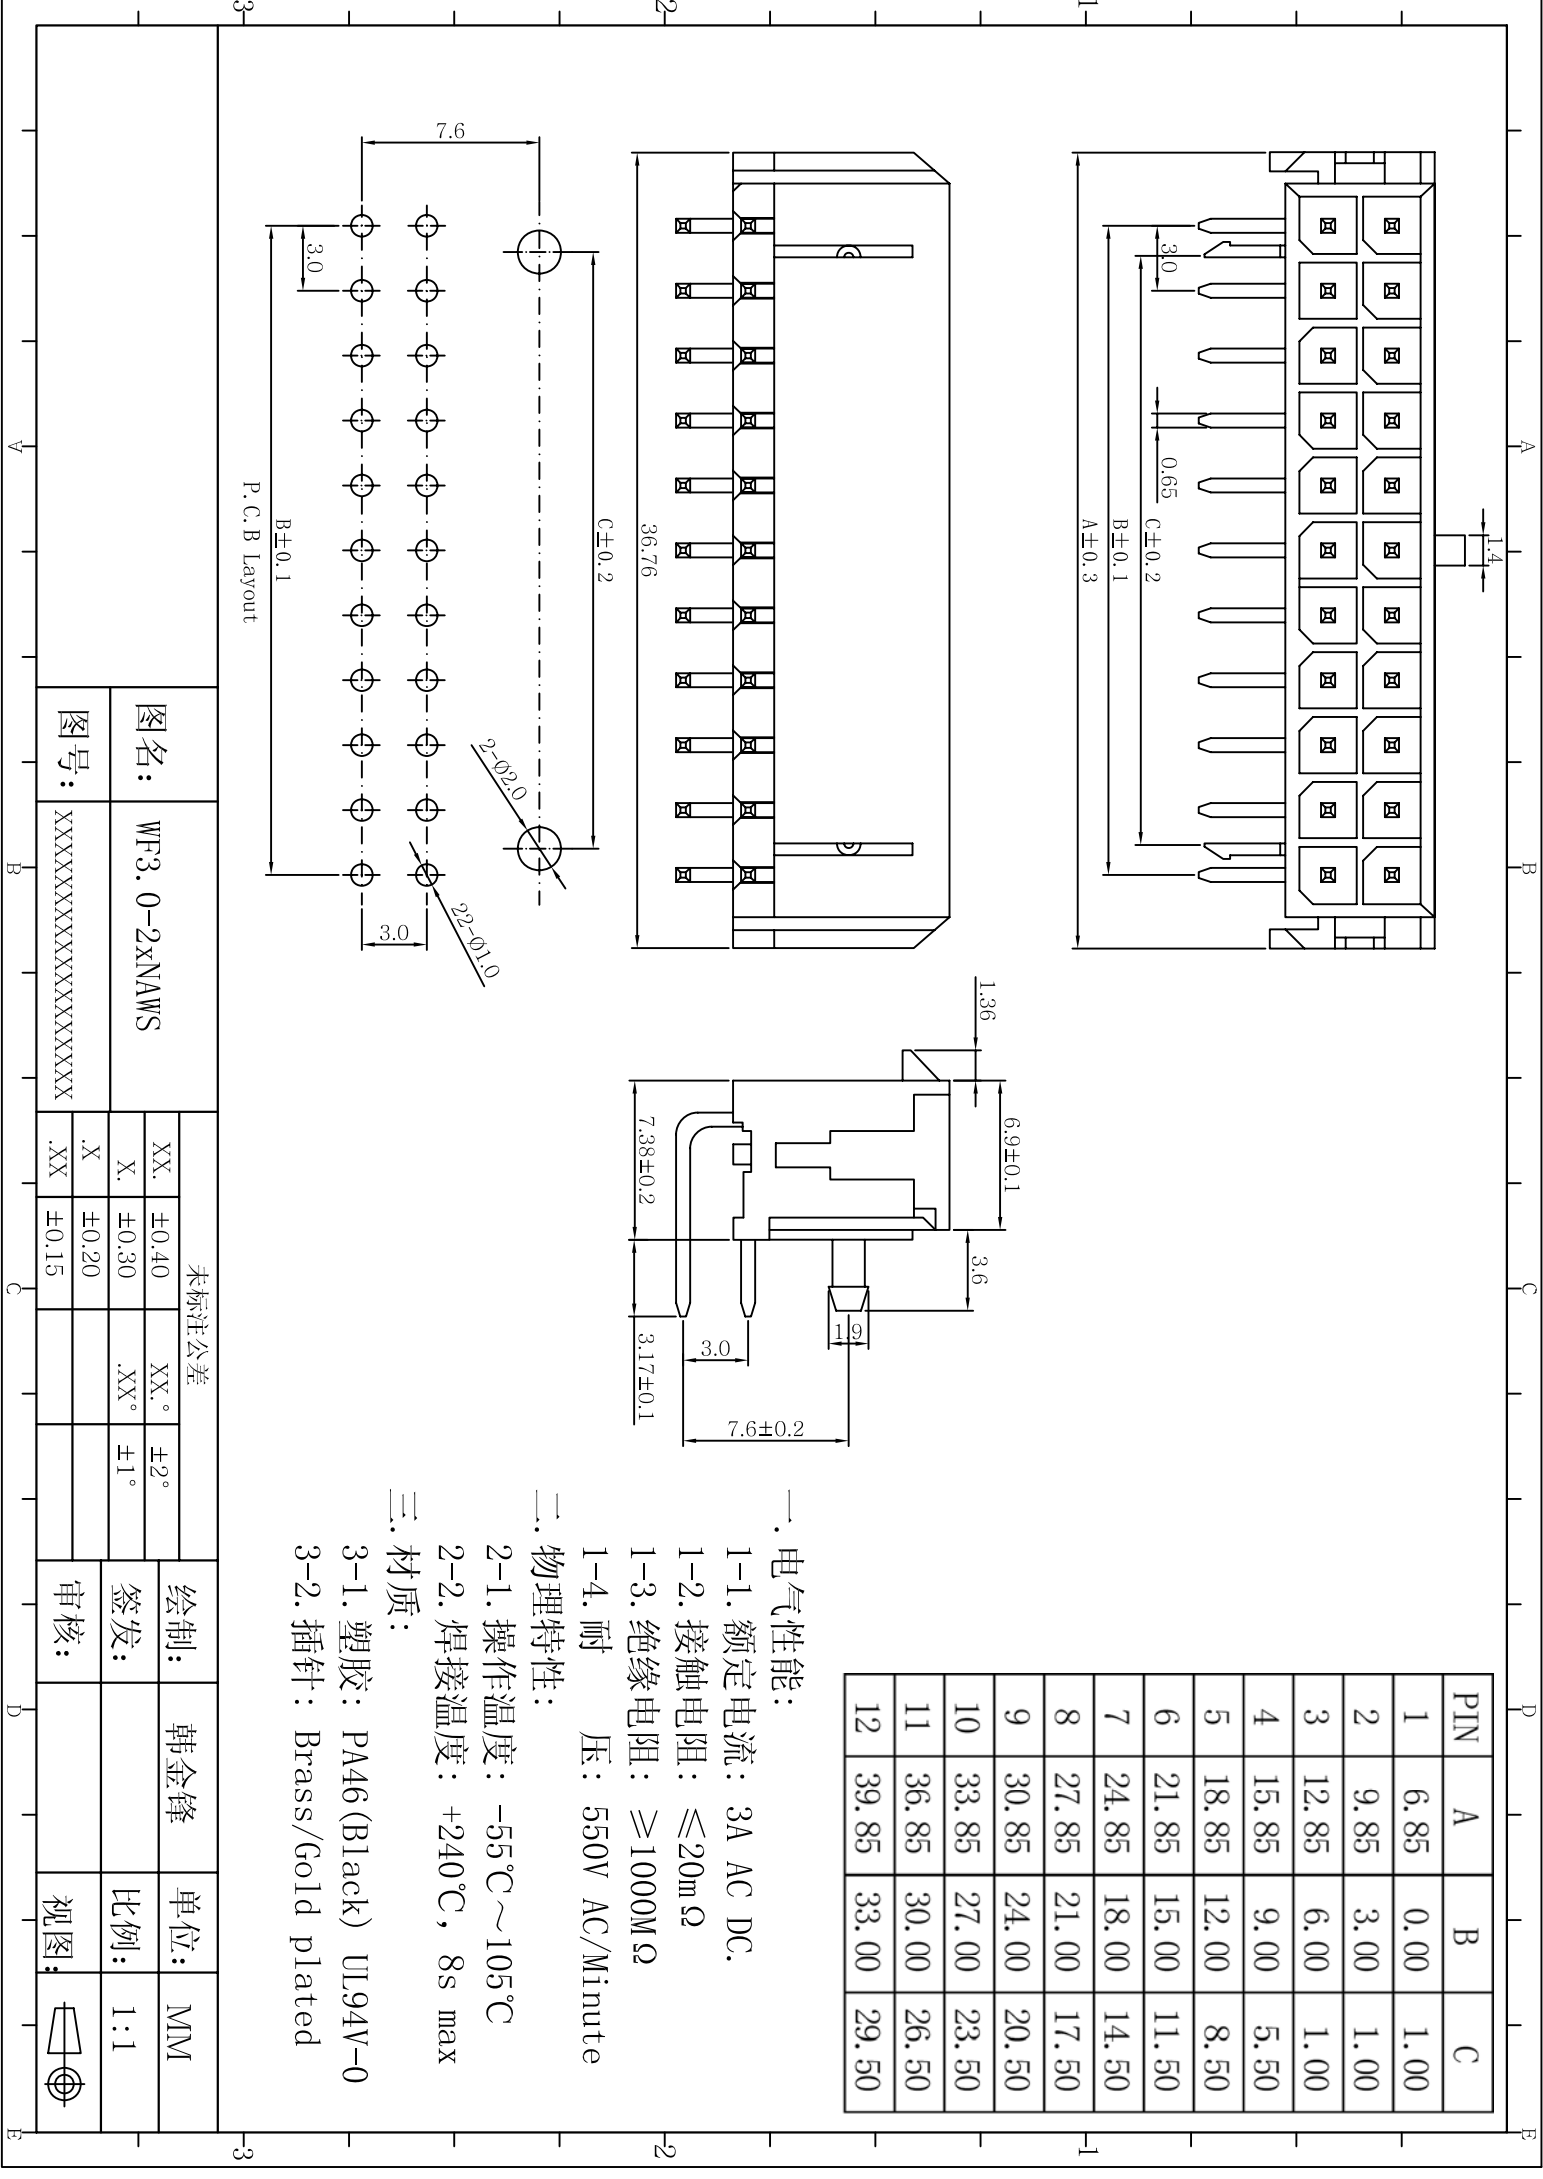 3
2
1
1.4
3.0
0.65
C±0.2
B±0.1
A±0.3
36.76
7.6
3.0
C±0.2
2-Ø2.0
22-Ø1.0
3.0
B±0.1
P.C.B Layout
1.36
6.9±0.1
3.6
7.38±0.2
3.17±0.1
1.9
3.0
7.6±0.2
PIN A B C
1 6.85 0.00 1.00
2 9.85 3.00 1.00
3 12.85 6.00 1.00
4 15.85 9.00 5.50
5 18.85 12.00 8.50
6 21.85 15.00 11.50
7 24.85 18.00 14.50
8 27.85 21.00 17.50
9 30.85 24.00 20.50
10 33.85 27.00 23.50
11 36.85 30.00 26.50
12 39.85 33.00 29.50
一.电气性能:
1-1.额定电流: 3A AC DC.
1-2.接触电阻: ≤20mΩ
1-3.绝缘电阻: ≥1000MΩ
1-4.耐 压: 550V AC/Minute
二.物理特性:
2-1.操作温度: -55℃~105℃
2-2.焊接温度: +240℃, 8s max
三.材质:
3-1.塑胶: PA46(Black) UL94V-0
3-2.插针: Brass/Gold plated
图名: WF3.0-2xNAWS
图号: XXXXXXXXXXXXXXXXXX
未标注公差
XX. ±0.40 XX.° ±2°
X. ±0.30 .XX° ±1°
.X ±0.20
.XX ±0.15
绘制: 韩金锋 单位: MM
签发: 比例: 1:1
审核: 视图:
A
B
C
D
E
A
B
C
D
E
3
2
1